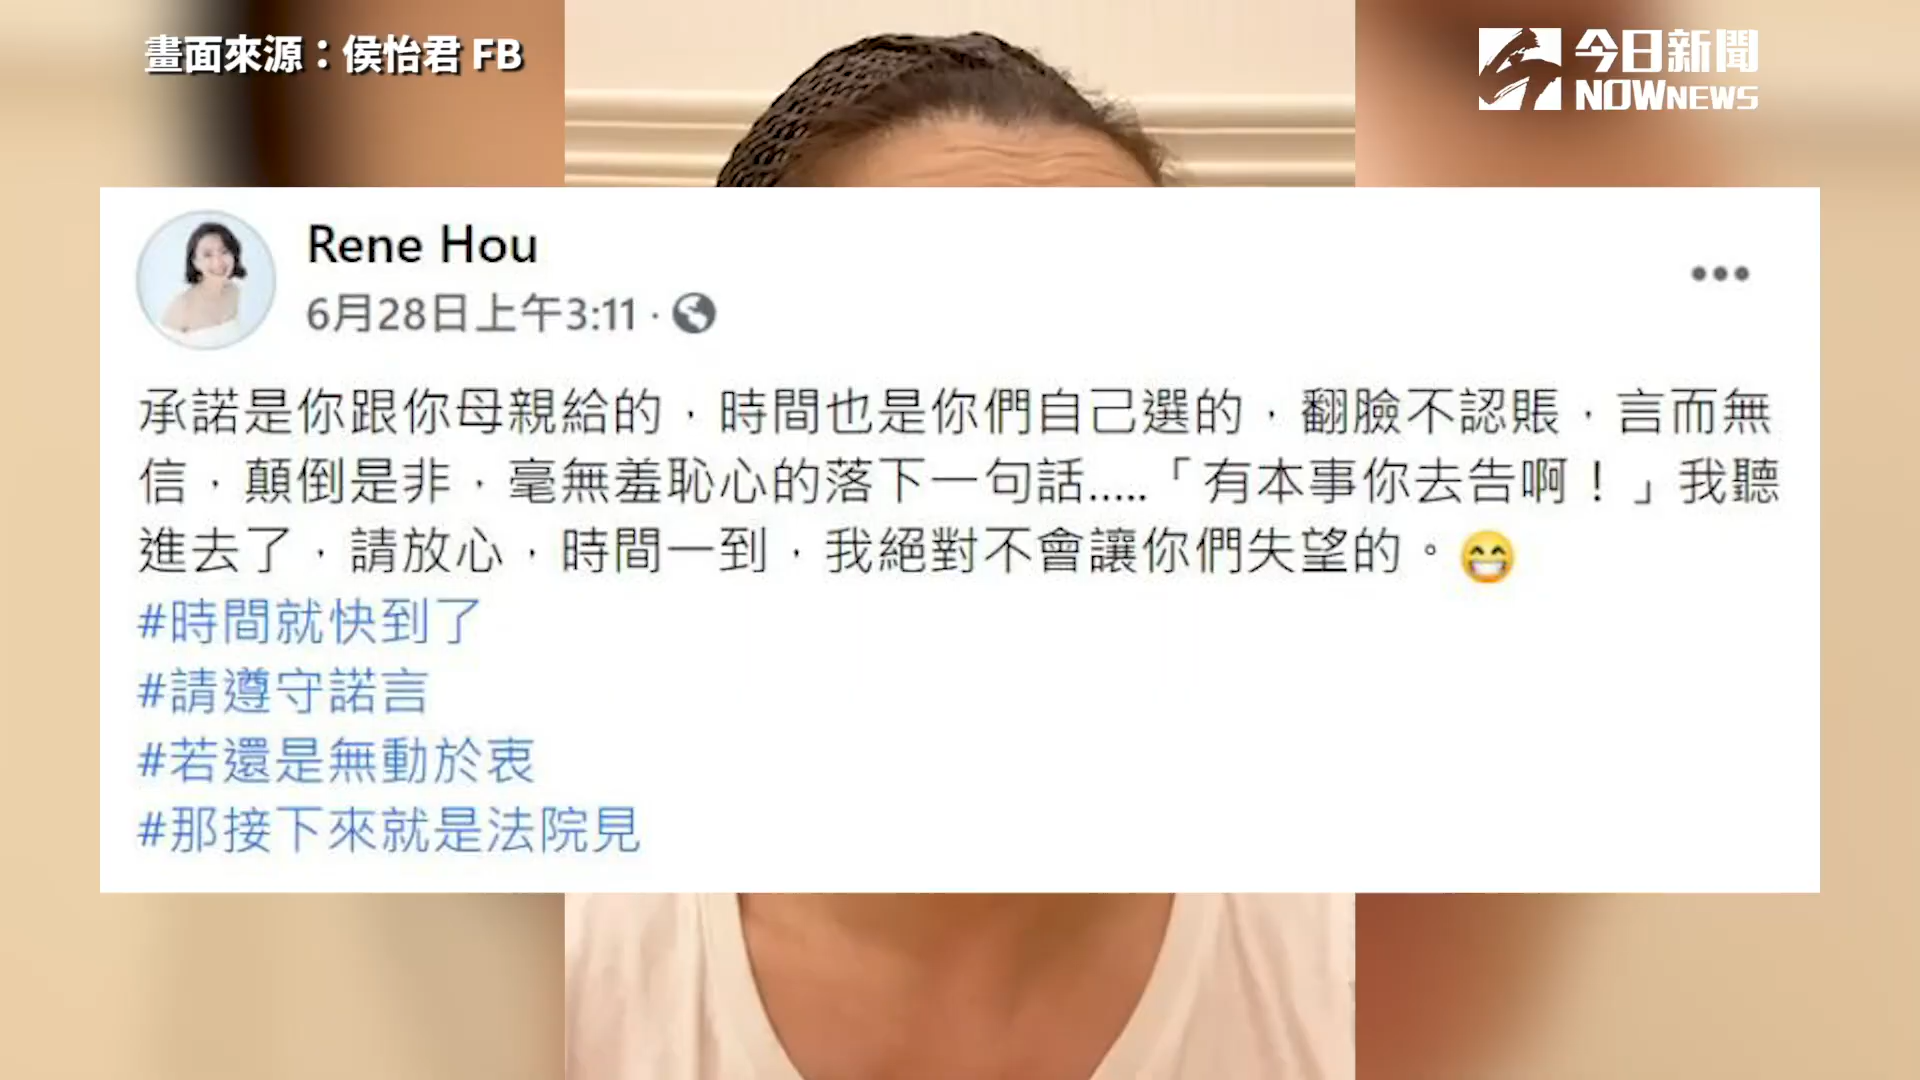 畫面來源：侯怡君 FB
今日新聞
NOWNEWS
Rene Hou
6月28日上午3:11 ·
承諾是你跟你母親給的，時間也是你們自己選的，翻臉不認賬，言而無
信，顛倒是非，毫無羞恥心的落下一句話.....「有本事你去告啊！」我聽
進去了，請放心，時間一到，我絕對不會讓你們失望的。😁
#時間就快到了
#請遵守諾言
#若還是無動於衷
#那接下來就是法院見